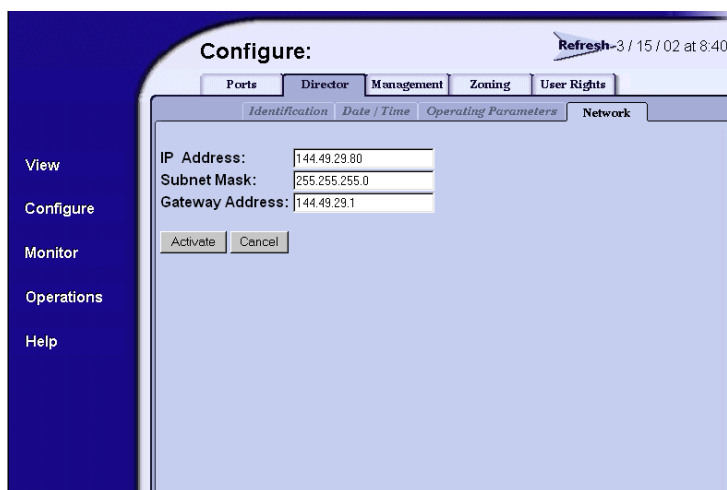 Configure:
Refresh-3 / 15 / 02 at 8:40
Ports Director Management Zoning User Rights
Identification Date / Time Operating Parameters Network
View
Configure
Monitor
Operations
Help
IP Address: 144.49.29.80
Subnet Mask: 255.255.255.0
Gateway Address: 144.49.29.1
Activate Cancel